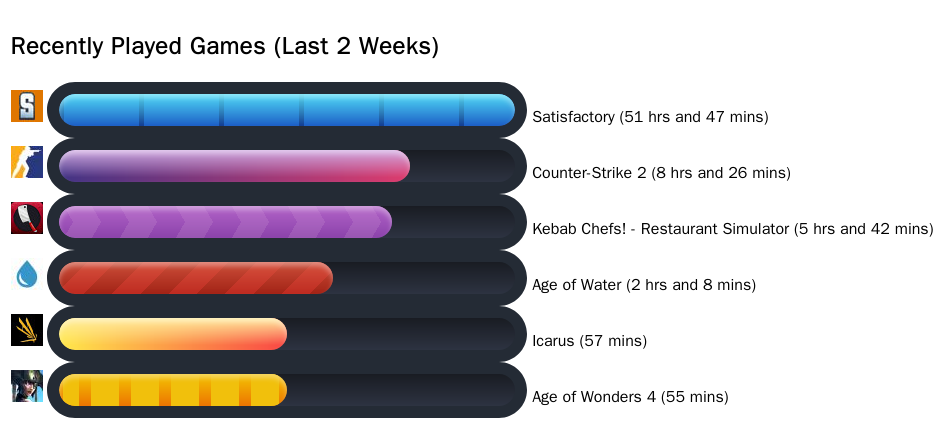 Recently Played Games (Last 2 Weeks)
S
Satisfactory (51 hrs and 47 mins)
Counter-Strike 2 (8 hrs and 26 mins)
Kebab Chefs! - Restaurant Simulator (5 hrs and 42 mins)
Age of Water (2 hrs and 8 mins)
Icarus (57 mins)
Age of Wonders 4 (55 mins)